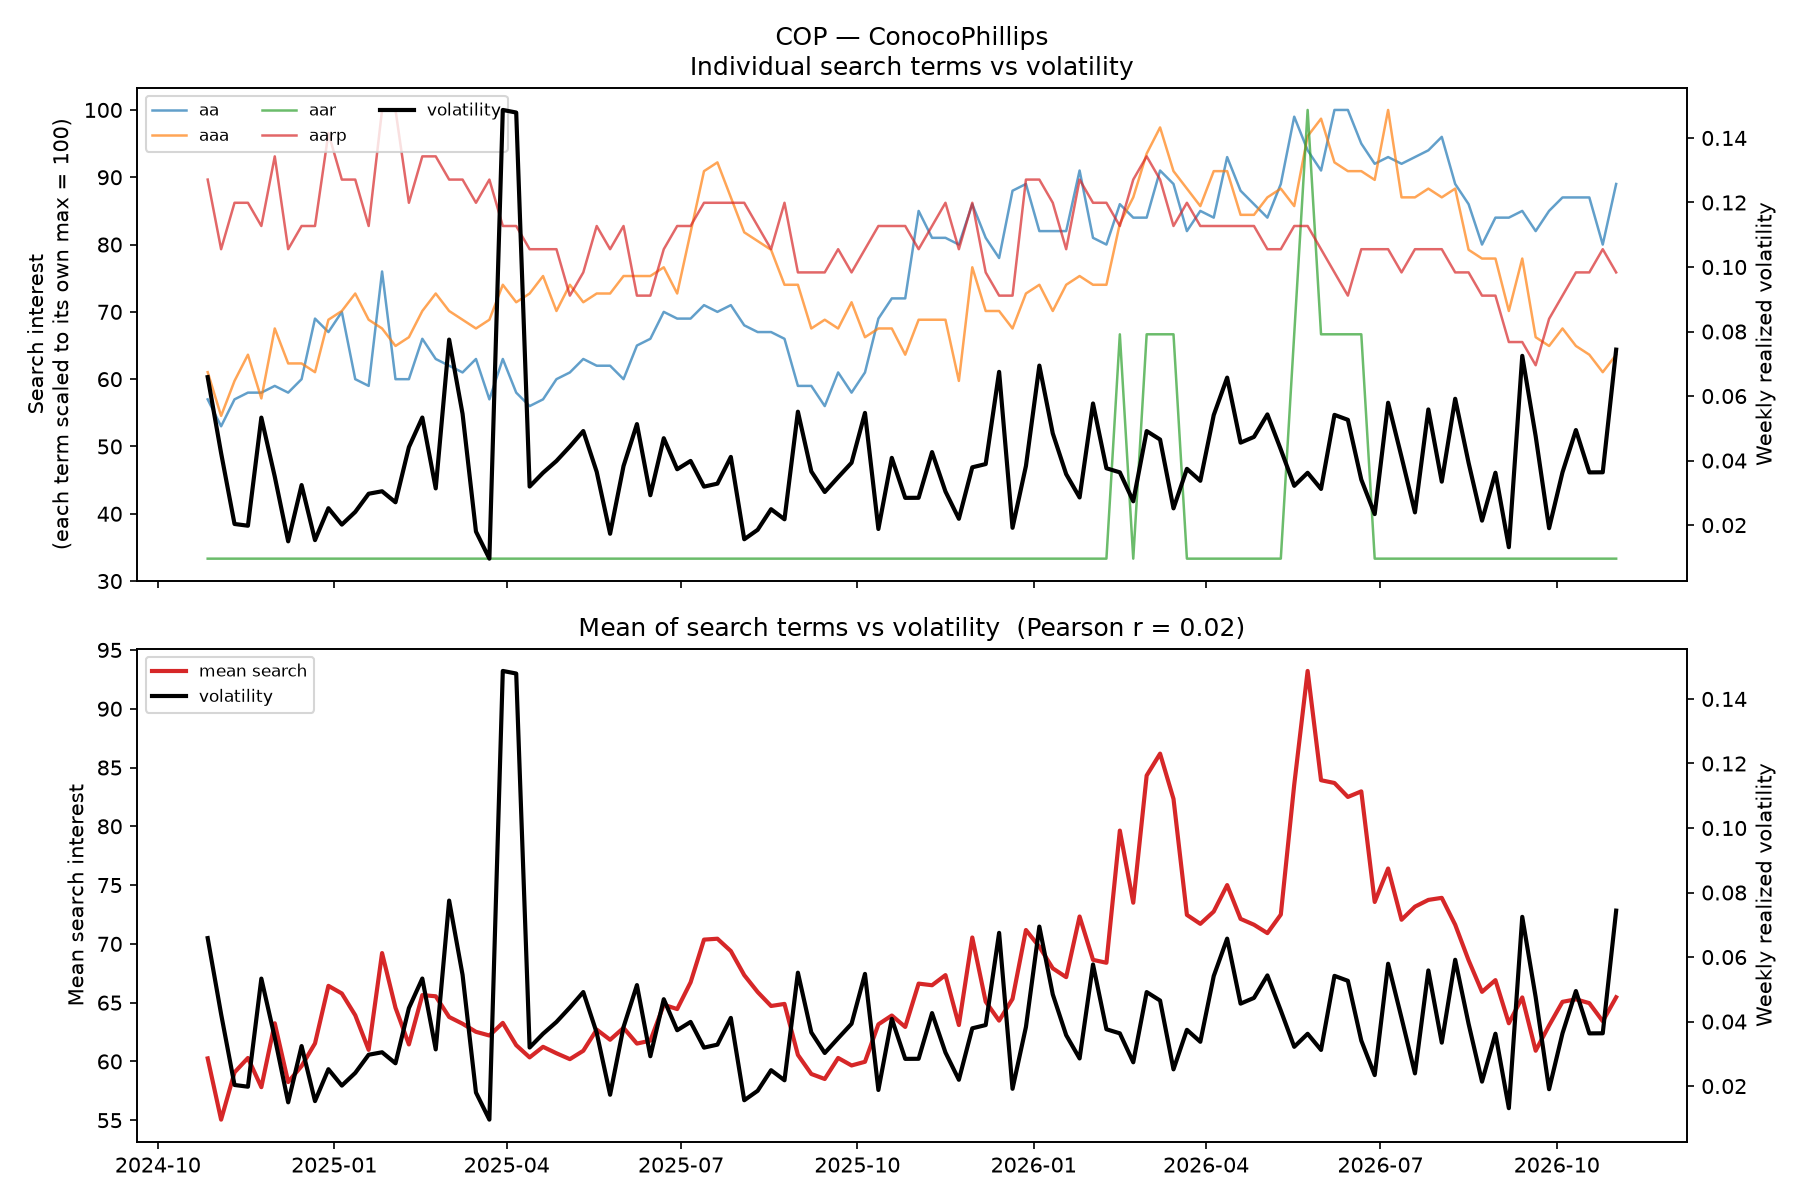 COP — ConocoPhillips
Individual search terms vs volatility
aa
aaa
aar
aarp
volatility
Search interest
(each term scaled to its own max = 100)
100
90
80
70
60
50
40
30
0.14
0.12
0.10
0.08
0.06
0.04
0.02
Weekly realized volatility
Mean of search terms vs volatility (Pearson r = 0.02)
mean search
volatility
Mean search interest
95
90
85
80
75
70
65
60
55
0.14
0.12
0.10
0.08
0.06
0.04
0.02
Weekly realized volatility
2024-10
2025-01
2025-04
2025-07
2025-10
2026-01
2026-04
2026-07
2026-10